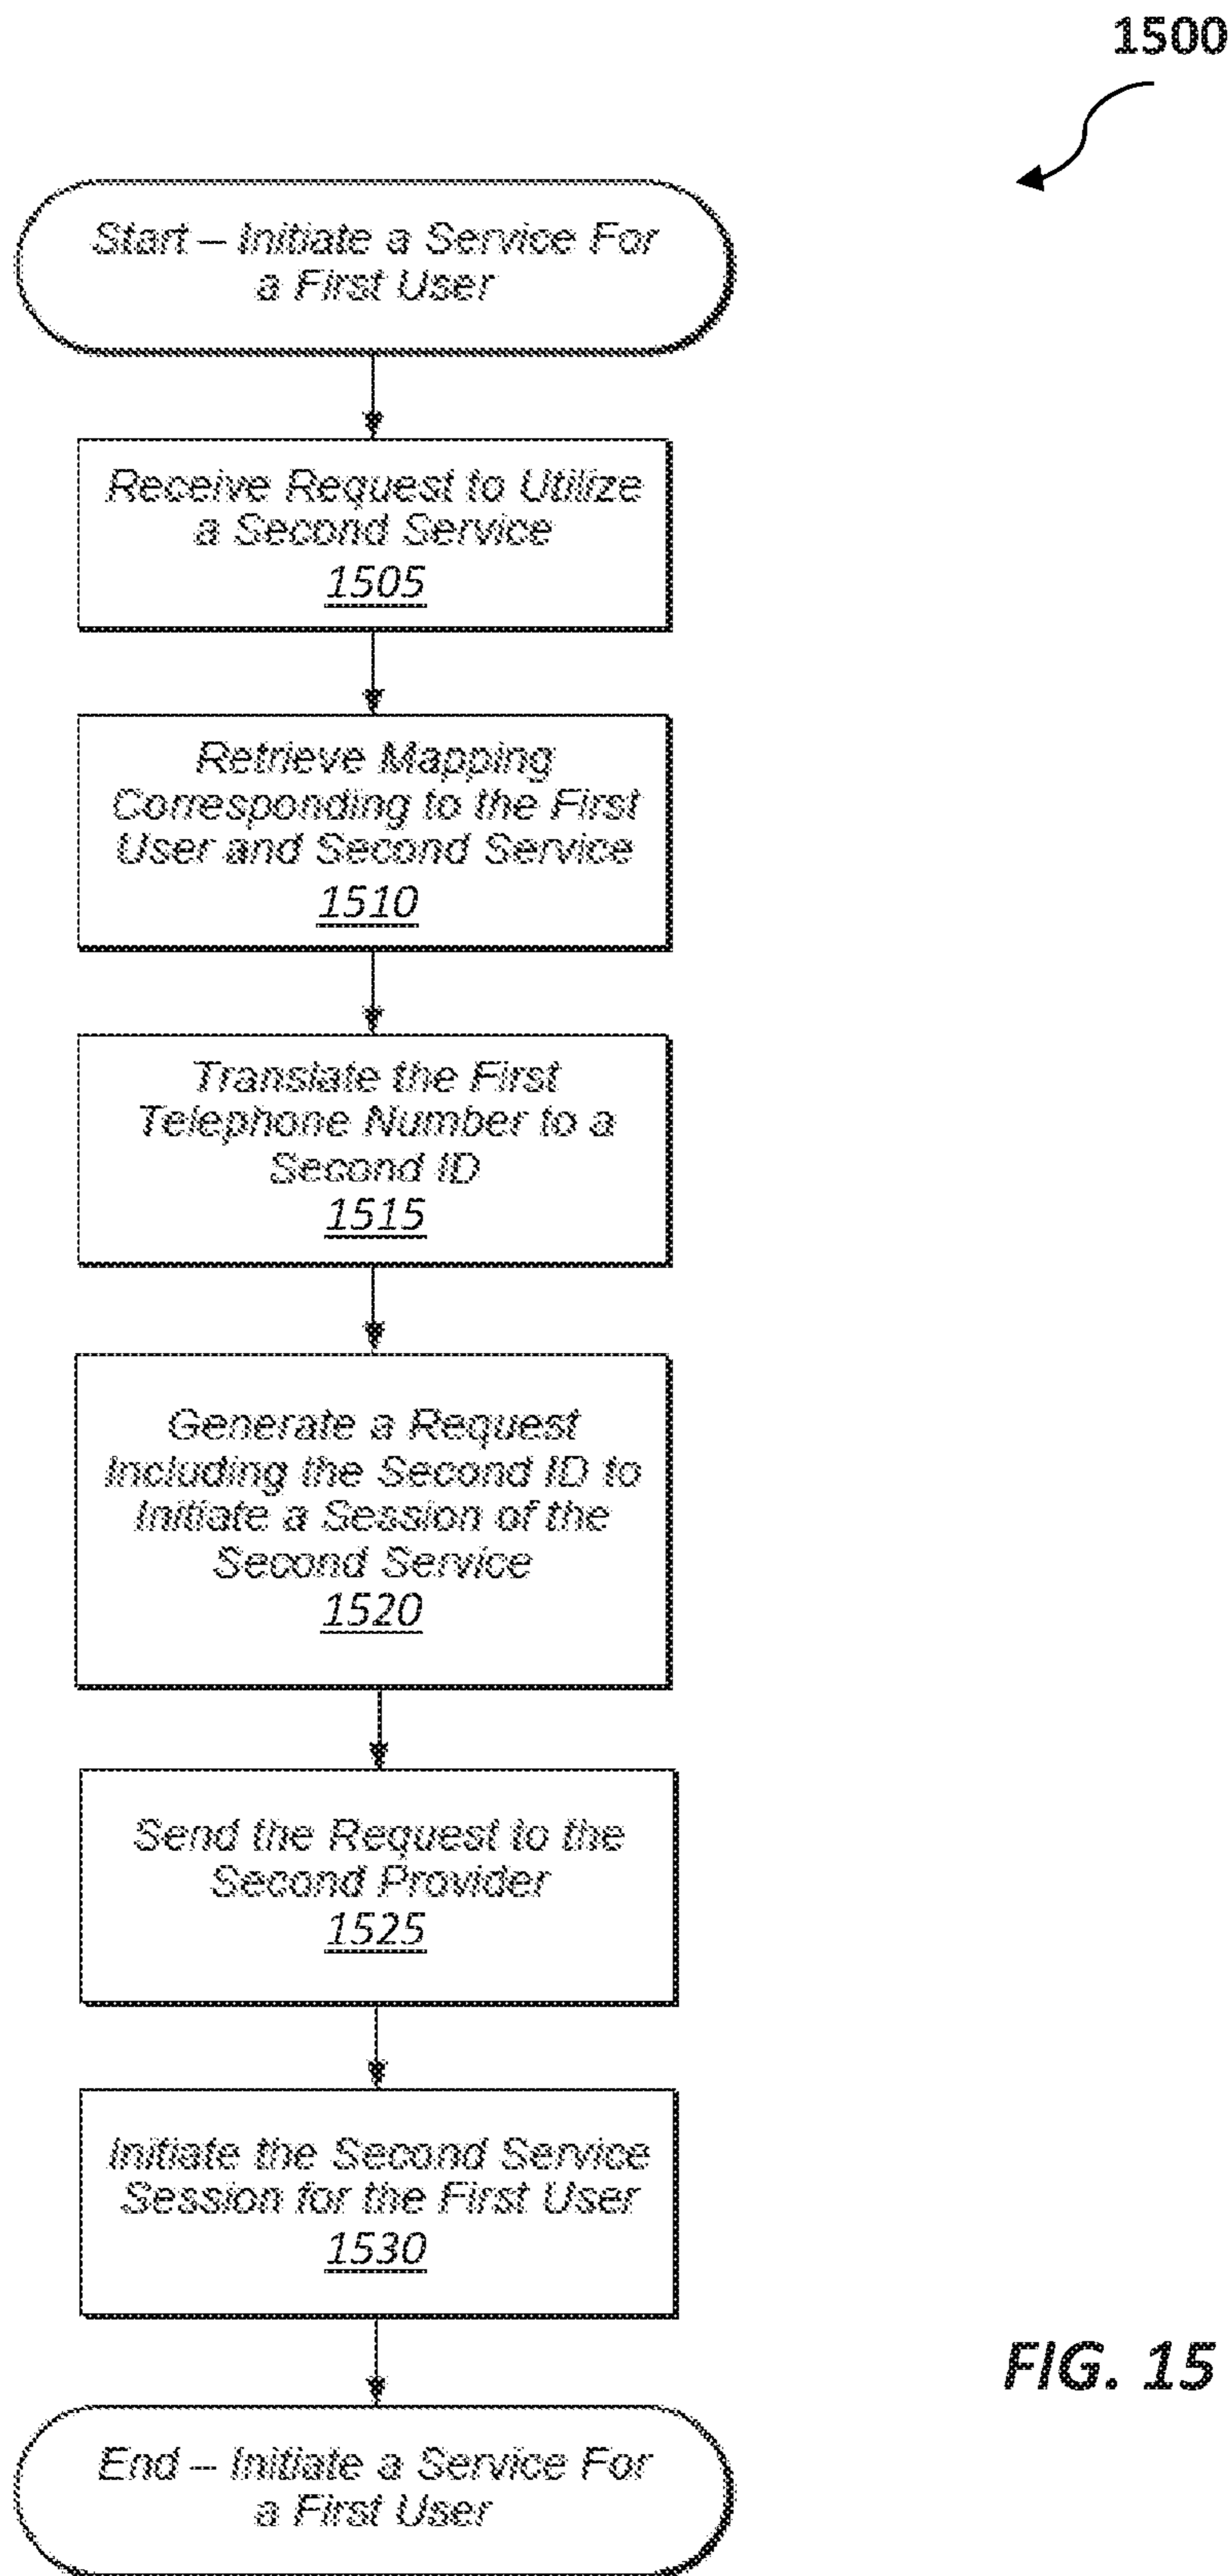 1500
Start – Initiate a Service For
a First User
Receive Request to Utilize
a Second Service
1505
Retrieve Mapping
Corresponding to the First
User and Second Service
1510
Translate the First
Telephone Number to a
Second ID
1515
Generate a Request
Including the Second ID to
Initiate a Session of the
Second Service
1520
Send the Request to the
Second Provider
1525
Initiate the Second Service
Session for the First User
1530
FIG. 15
End – Initiate a Service For
a First User